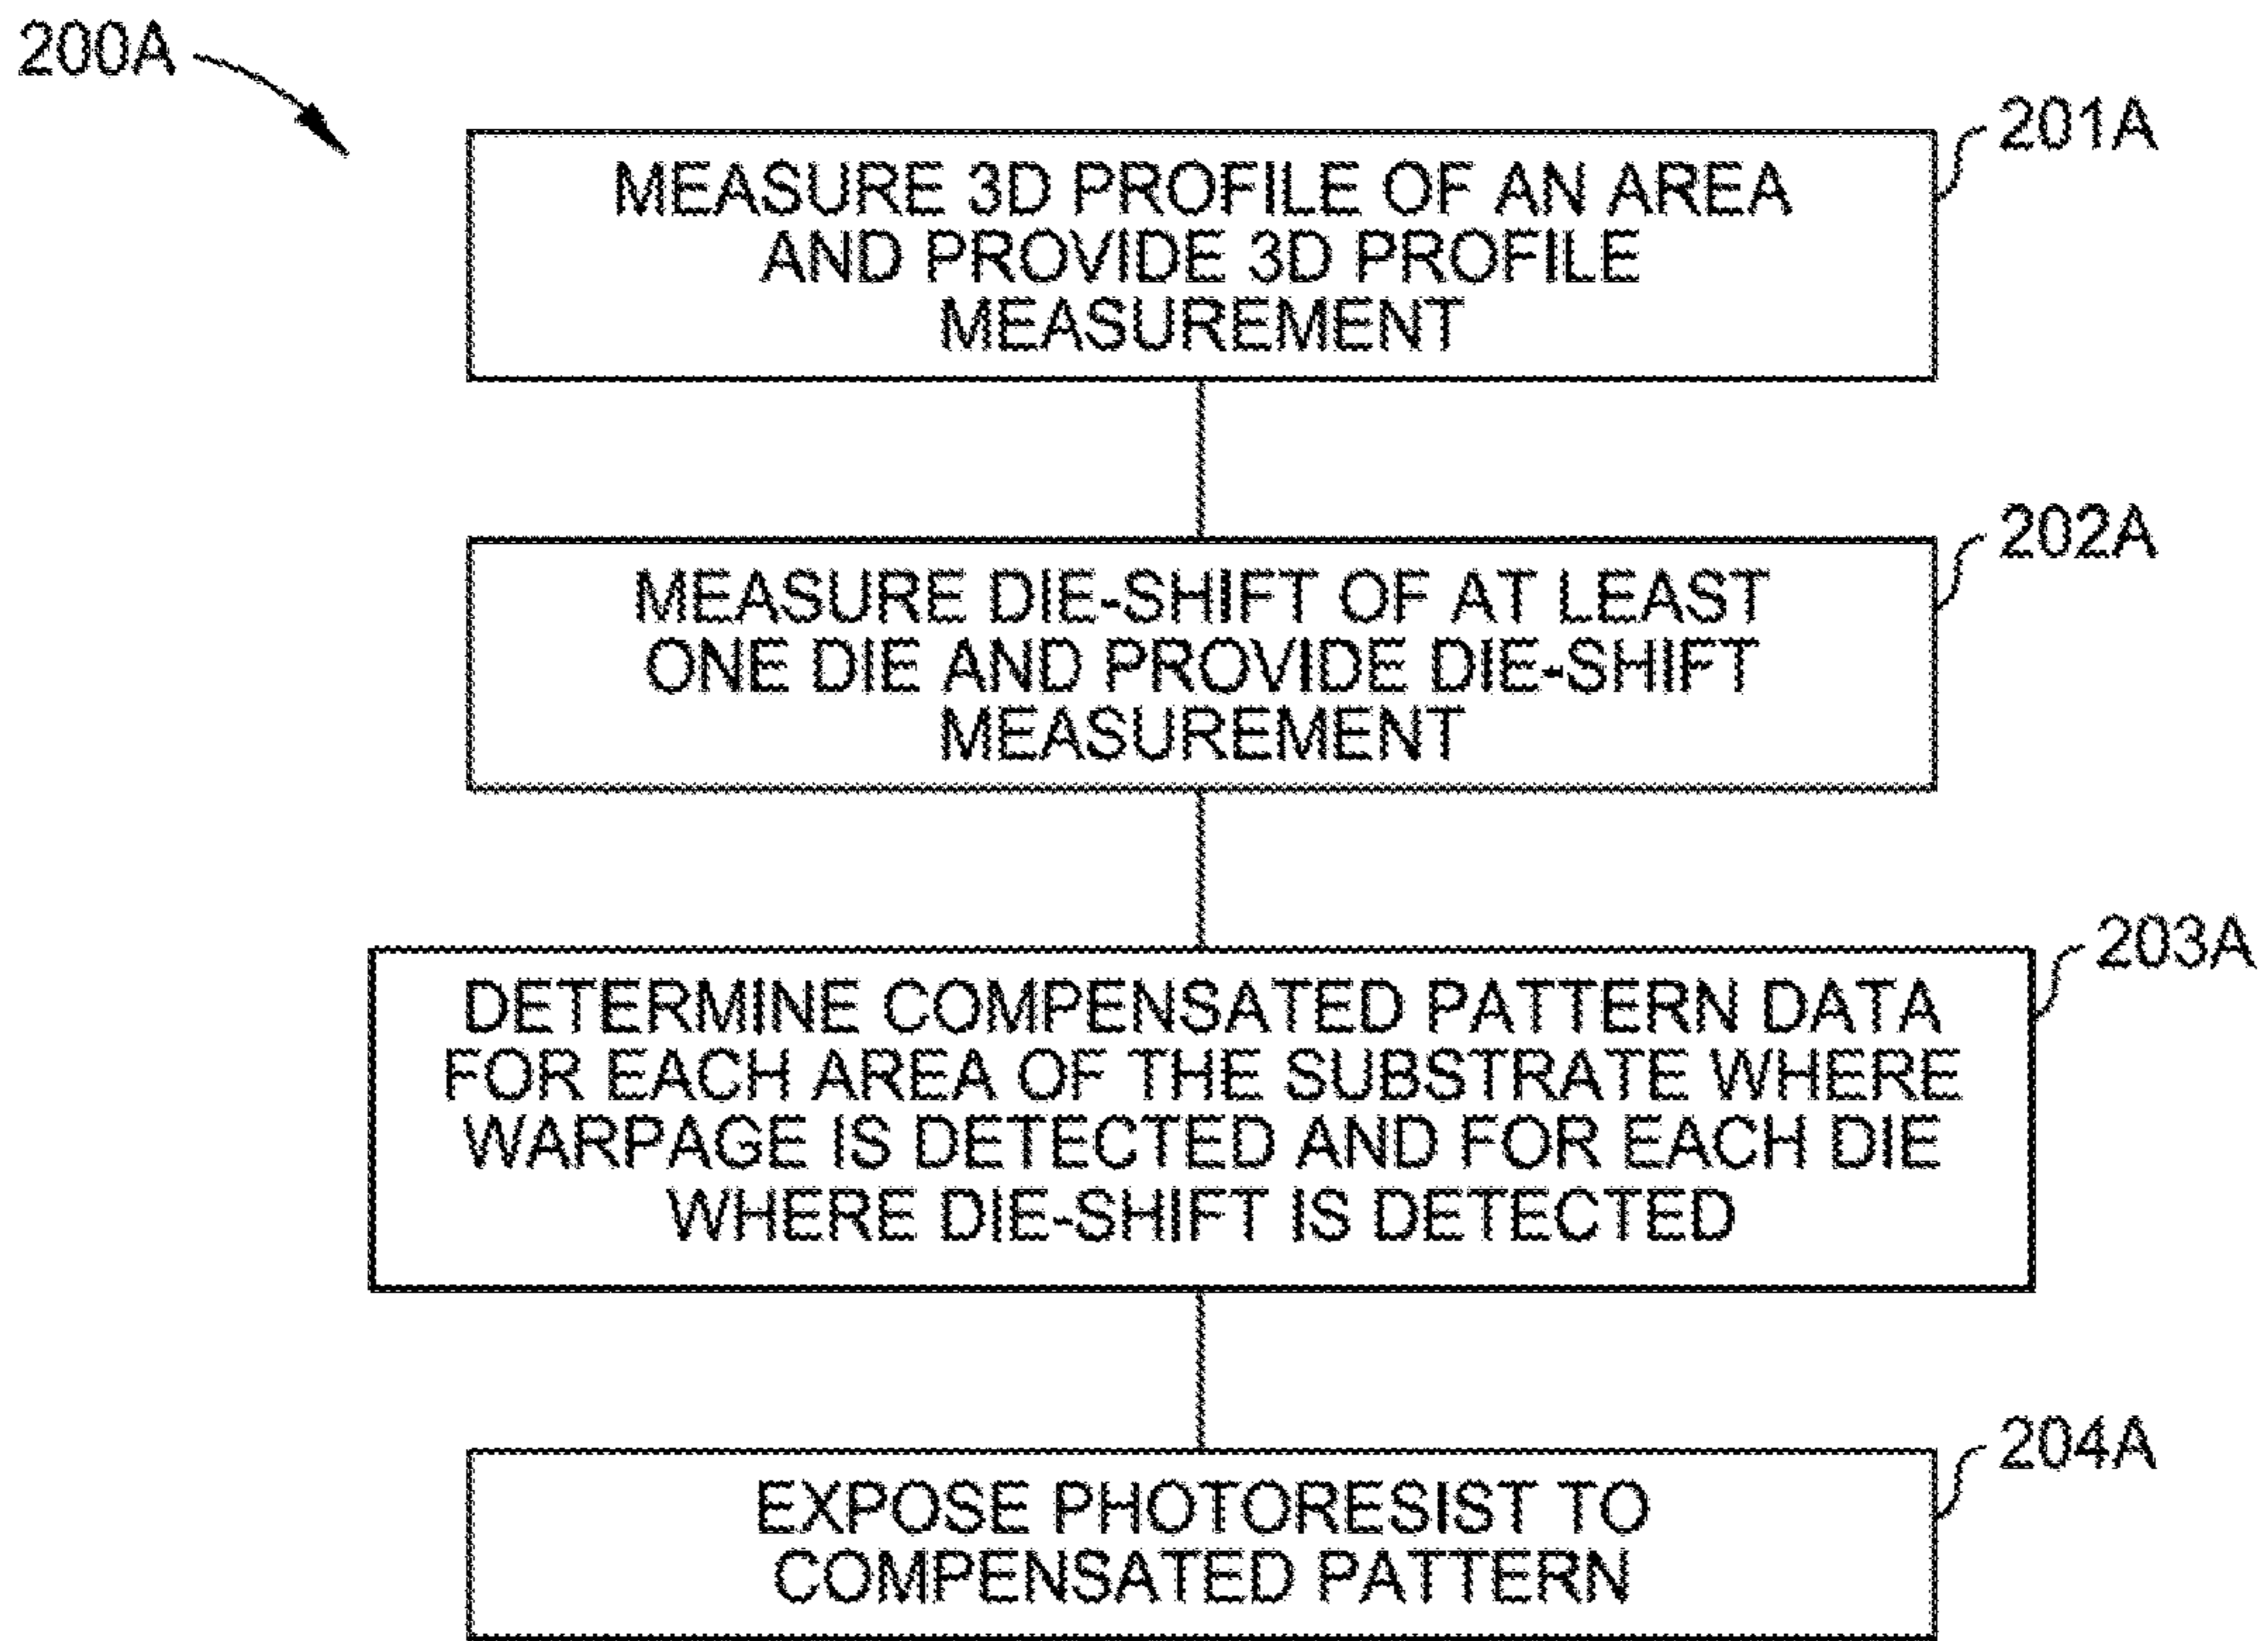 200A
201A
MEASURE 3D PROFILE OF AN AREA
AND PROVIDE 3D PROFILE
MEASUREMENT
202A
MEASURE DIE-SHIFT OF AT LEAST
ONE DIE AND PROVIDE DIE-SHIFT
MEASUREMENT
203A
DETERMINE COMPENSATED PATTERN DATA
FOR EACH AREA OF THE SUBSTRATE WHERE
WARPAGE IS DETECTED AND FOR EACH DIE
WHERE DIE-SHIFT IS DETECTED
204A
EXPOSE PHOTORESIST TO
COMPENSATED PATTERN